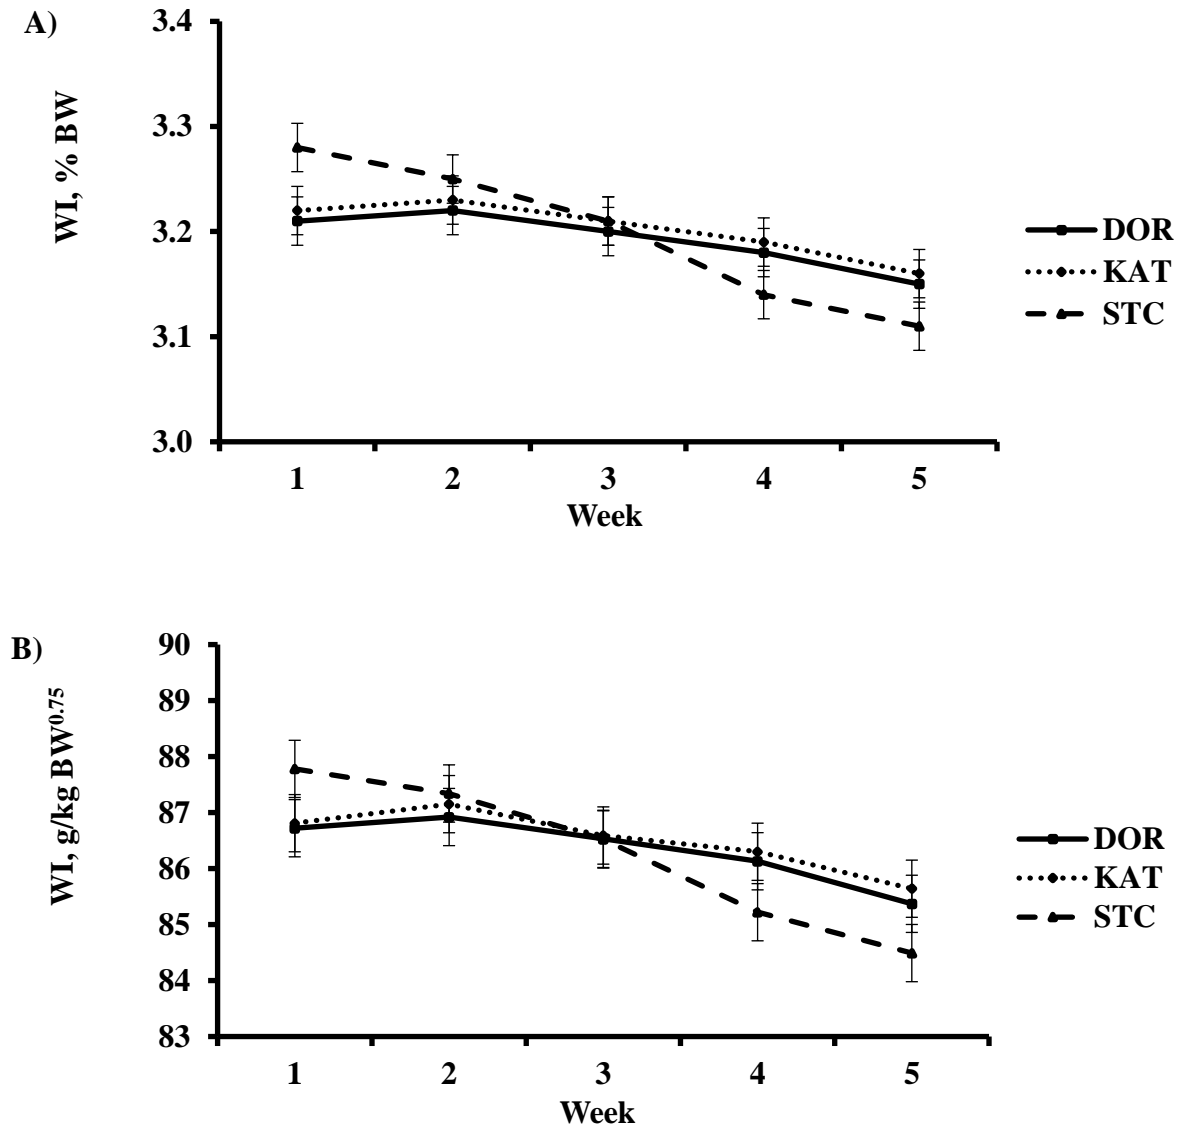 A)
WI, % BW
3.4
3.3
3.2
3.1
3.0
1 2 3 4 5
Week
DOR
KAT
STC
B)
WI, g/kg BW^0.75
90
89
88
87
86
85
84
83
1 2 3 4 5
Week
DOR
KAT
STC